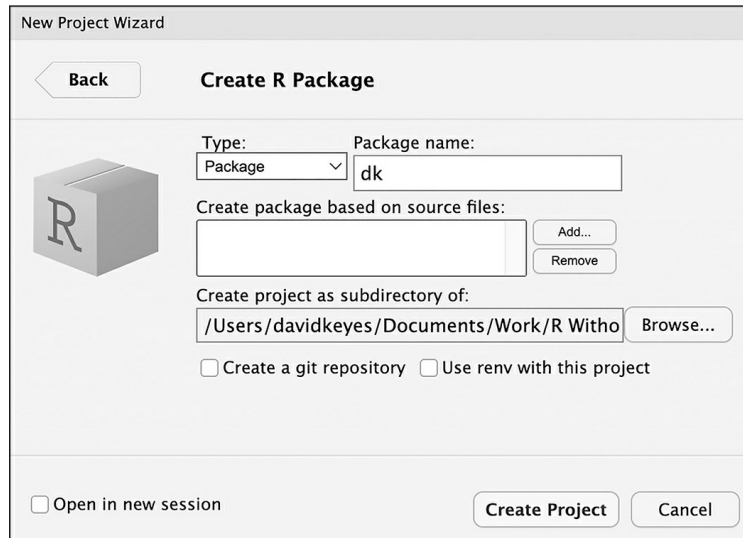 New Project Wizard
Back
Create R Package
Type:
Package name:
Package
dk
R
Create package based on source files:
Add...
Remove
Create project as subdirectory of:
/Users/davidkeyes/Documents/Work/R Witho
Browse...
Create a git repository
Use renv with this project
Open in new session
Create Project
Cancel